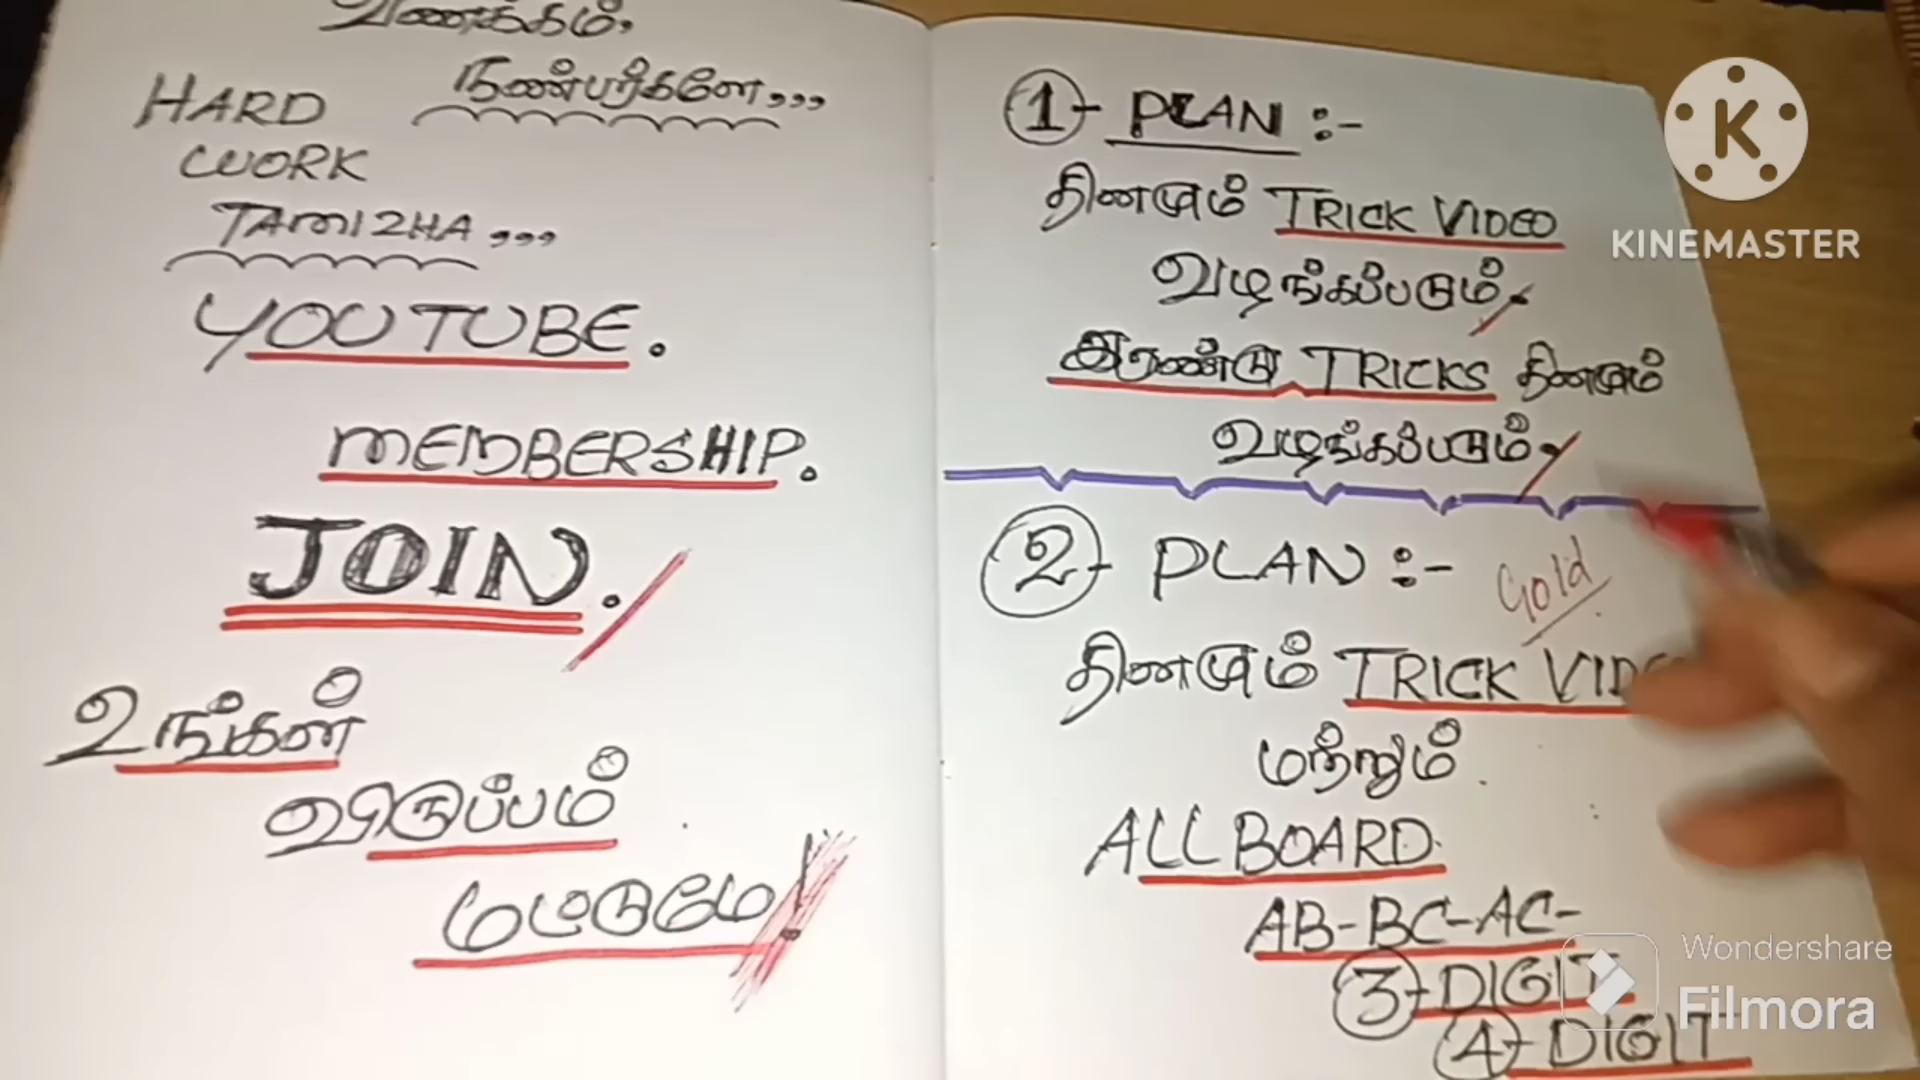 வணக்கம்,
நண்பர்களே,,,
HARD
WORK
TAMIZHA,,,
YOUTUBE.
MEMBERSHIP.
JOIN.
உங்கள்
விருப்பம்
மட்டுமே!
1- PLAN :-
தினமும் TRICK VIDEO
வழங்கப்படும்.
இரண்டு TRICKS தினமும்
வழங்கப்படும்.
2- PLAN :- Gold
தினமும் TRICK
மற்றும்.
ALL BOARD.
AB-BC-AC-
3-DIGIT
4-DIGIT
K
KINEMASTER
Wondershare
Filmora